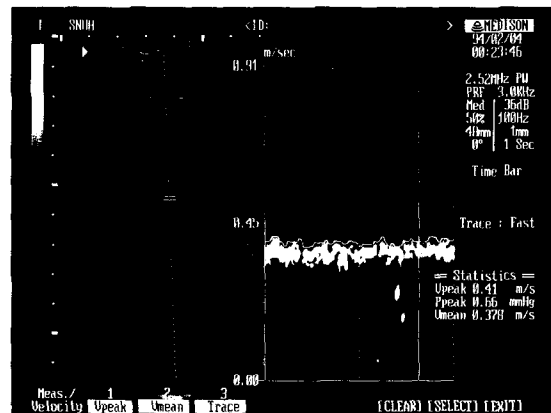 SNUH <ID: > MEDISON
94/02/04
00:23:46
m/sec
0.91
2.52MHz PW
PRF 3.0KHz
Med 36dB
50% 100Hz
48mm 1mm
0° 1 Sec
Time Bar
0.45
Trace : Fast
== Statistics ==
Vpeak 0.41 m/s
Ppeak 0.66 mmHg
Vmean 0.378 m/s
0.00
Meas./ 1 2 3
Velocity Vpeak Vmean Trace [CLEAR] [SELECT] [EXIT]